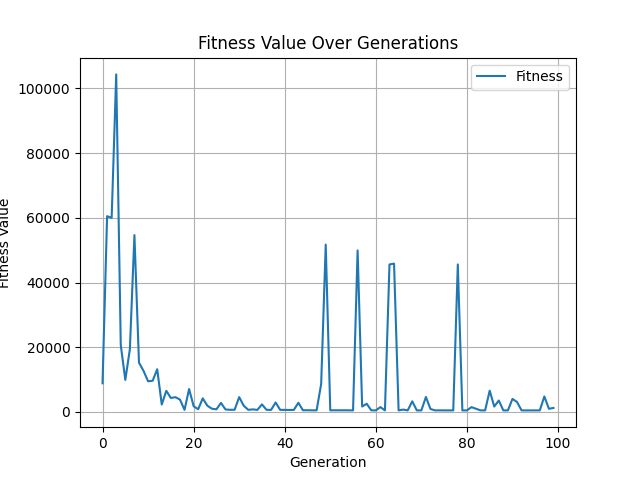 Fitness Value Over Generations
Fitness
100000
80000
60000
40000
20000
0
Fitness Value
0 20 40 60 80 100
Generation